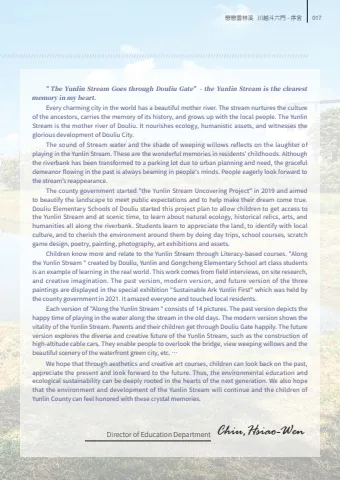 戀戀雲林溪 川越斗六門 - 序言 017
" The Yunlin Stream Goes through Douliu Gate" - the Yunlin Stream is the clearest
memory in my heart.
Every charming city in the world has a beautiful mother river. The stream nurtures the culture
of the ancestors, carries the memory of its history, and grows up with the local people. The Yunlin
Stream is the mother river of Douliu. It nourishes ecology, humanistic assets, and witnesses the
glorious development of Douliu City.
The sound of Stream water and the shade of weeping willows reflects on the laughter of
playing in the Yunlin Stream. These are the wonderful memories in residents' childhoods. Although
the riverbank has been transformed to a parking lot due to urban planning and need, the graceful
demeanor flowing in the past is always beaming in people's minds. People eagerly look forward to
the stream's reappearance.
The county government started "the Yunlin Stream Uncovering Project" in 2019 and aimed
to beautify the landscape to meet public expectations and to help make their dream come true.
Douliu Elementary Schools of Douliu started this project plan to allow children to get access to
the Yunlin Stream and at scenic time, to learn about natural ecology, historical relics, arts, and
humanities all along the riverbank. Students learn to appreciate the land, to identify with local
culture, and to cherish the environment around them by doing day trips, school courses, scratch
game design, poetry, painting, photography, art exhibitions and assets.
Children know more and relate to the Yunlin Stream through Literacy-based courses. "Along
the Yunlin Stream " created by Douliu, Yunlin and Gongcheng Elementary School art class students
is an example of learning in the real world. This work comes from field interviews, on site research,
and creative imagination. The past version, modern version, and future version of the three
paintings are displayed in the special exhibition "Sustainable Ark Yunlin First" which was held by
the county government in 2021. It amazed everyone and touched local residents.
Each version of "Along the Yunlin Stream " consists of 14 pictures. The past version depicts the
happy time of playing in the water along the stream in the old days. The modern version shows the
vitality of the Yunlin Stream. Parents and their children get through Douliu Gate happily. The future
version explores the diverse and creative future of the Yunlin Stream, such as the construction of
high-altitude cable cars. They enable people to overlook the bridge, view weeping willows and the
beautiful scenery of the waterfront green city, etc. ⋯
We hope that through aesthetics and creative art courses, children can look back on the past,
appreciate the present and look forward to the future. Thus, the environmental education and
ecological sustainability can be deeply rooted in the hearts of the next generation. We also hope
that the environment and development of the Yunlin Stream will continue and the children of
Yunlin County can feel honored with these crystal memories.
Director of Education Department Chiu, Hsiao-Wen